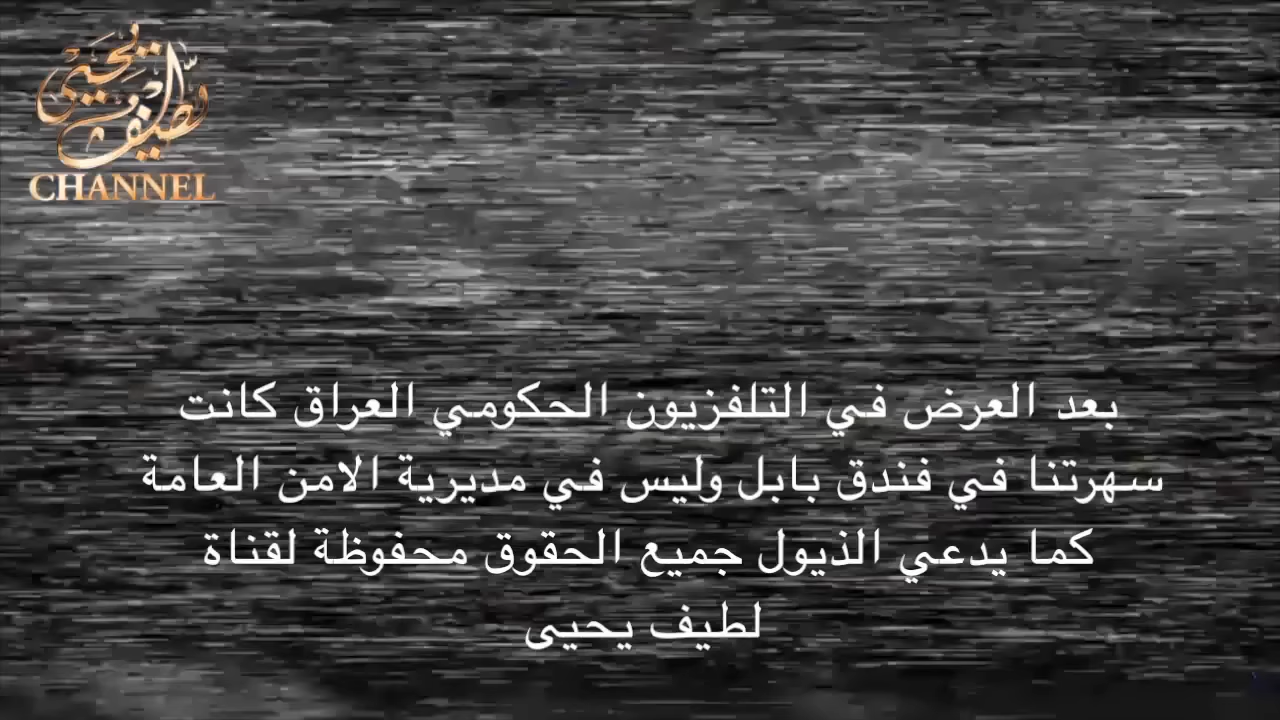 لطيف يحيى
CHANNEL
بعد العرض في التلفزيون الحكومي العراق كانت
سهرتنا في فندق بابل وليس في مديرية الامن العامة
كما يدعي الذيول جميع الحقوق محفوظة لقناة
لطيف يحيى